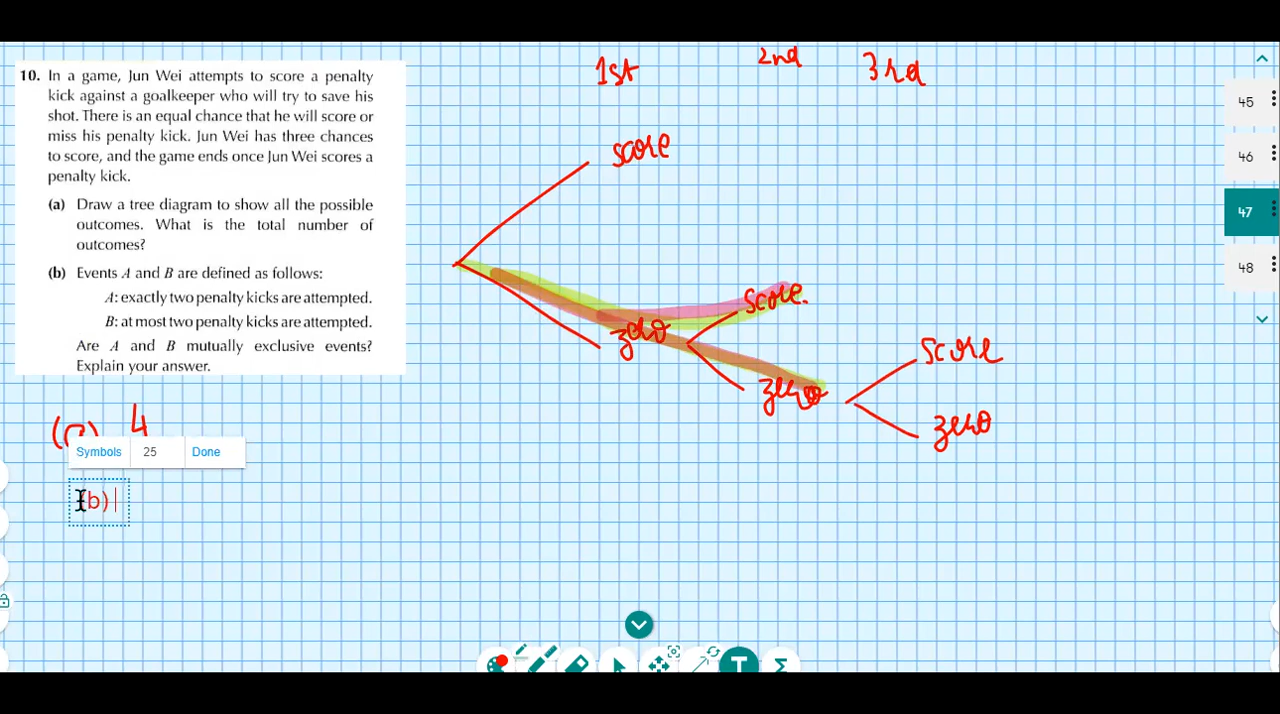 1st
2nd
3rd
10. In a game, Jun Wei attempts to score a penalty
kick against a goalkeeper who will try to save his
shot. There is an equal chance that he will score or
miss his penalty kick. Jun Wei has three chances
to score, and the game ends once Jun Wei scores a
penalty kick.
(a) Draw a tree diagram to show all the possible
outcomes. What is the total number of
outcomes?
(b) Events A and B are defined as follows:
A: exactly two penalty kicks are attempted.
B: at most two penalty kicks are attempted.
Are A and B mutually exclusive events?
Explain your answer.
score
zero
score.
zero
score
zero
4
Symbols 25 Done
(b)
45
46
47
48
T
Σ